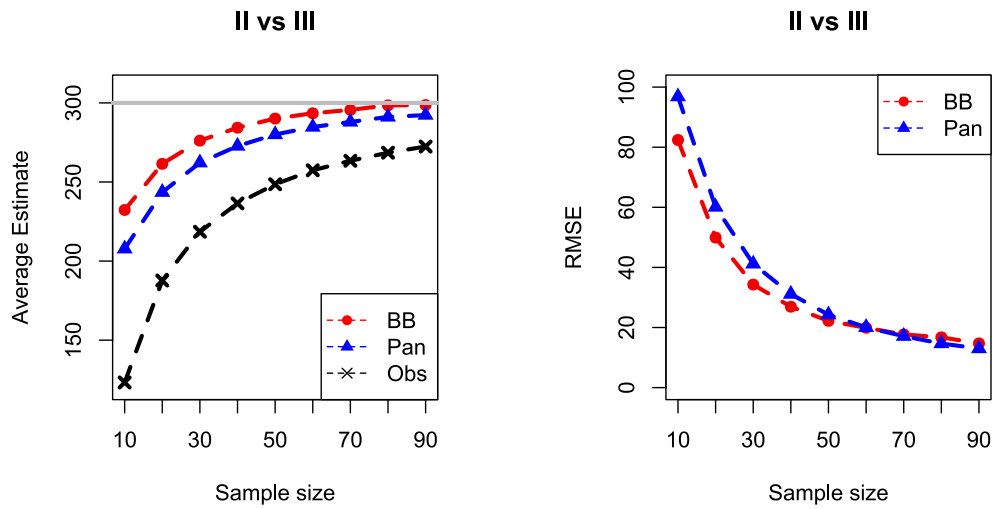 II vs III
Average Estimate
300
250
200
150
BB
Pan
Obs
10 30 50 70 90
Sample size
II vs III
RMSE
100
80
60
40
20
0
BB
Pan
10 30 50 70 90
Sample size